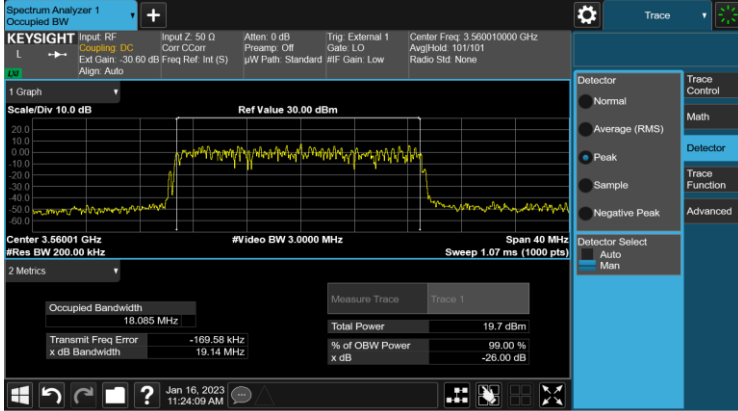 Spectrum Analyzer 1
Occupied BW
Trace
KEYSIGHT
L
Input: RF
Coupling: DC
Ext Gain: -30.60 dB
Align: Auto
Input Z: 50 Ω
Corr CCorr
Freq Ref: Int (S)
Atten: 0 dB
Preamp: Off
µW Path: Standard
Trig: External 1
Gate: LO
#IF Gain: Low
Center Freq: 3.560010000 GHz
Avg|Hold: 101/101
Radio Std: None
LXI
1 Graph
Scale/Div 10.0 dB
Ref Value 30.00 dBm
20.0
10.0
0.00
-10.0
-20.0
-30.0
-40.0
-50.0
-60.0
Center 3.56001 GHz
#Video BW 3.0000 MHz
Span 40 MHz
#Res BW 200.00 kHz
Sweep 1.07 ms (1000 pts)
2 Metrics
Occupied Bandwidth
18.085 MHz
Transmit Freq Error -169.58 kHz
x dB Bandwidth 19.14 MHz
Measure Trace Trace 1
Total Power 19.7 dBm
% of OBW Power 99.00 %
x dB -26.00 dB
Detector
Normal
Average (RMS)
Peak
Sample
Negative Peak
Detector Select
Auto
Man
Trace
Control
Math
Detector
Trace
Function
Advanced
?
Jan 16, 2023
11:24:09 AM